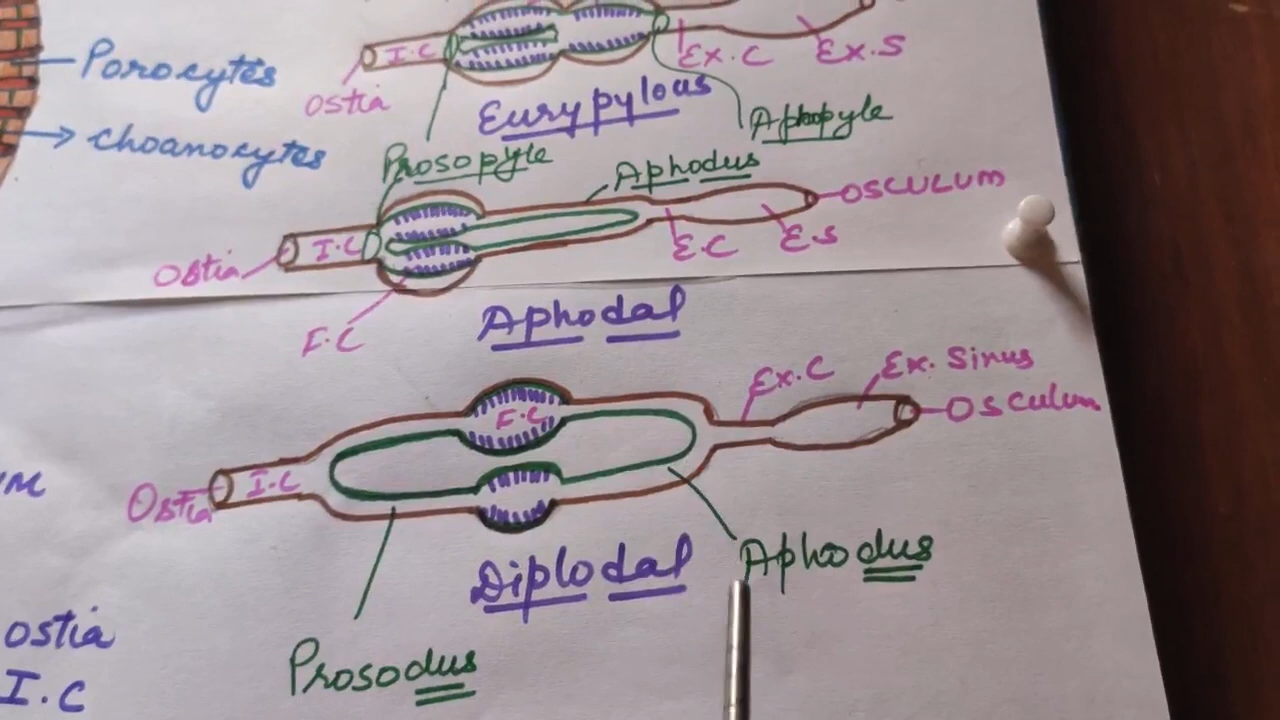 Porocytes
choanocytes
I.C
Ostia
Ex.C
Ex.S
Eurypylous
Apopyle
Prosopyle
Aphodus
OSCULUM
I.C
Ostia
E.C
E.S
F.C
Aphodal
Ex.C
Ex. Sinus
Osculum
F.C
I.C
Ostia
Diplodal
Aphodus
Prosodus
ostia
I.C